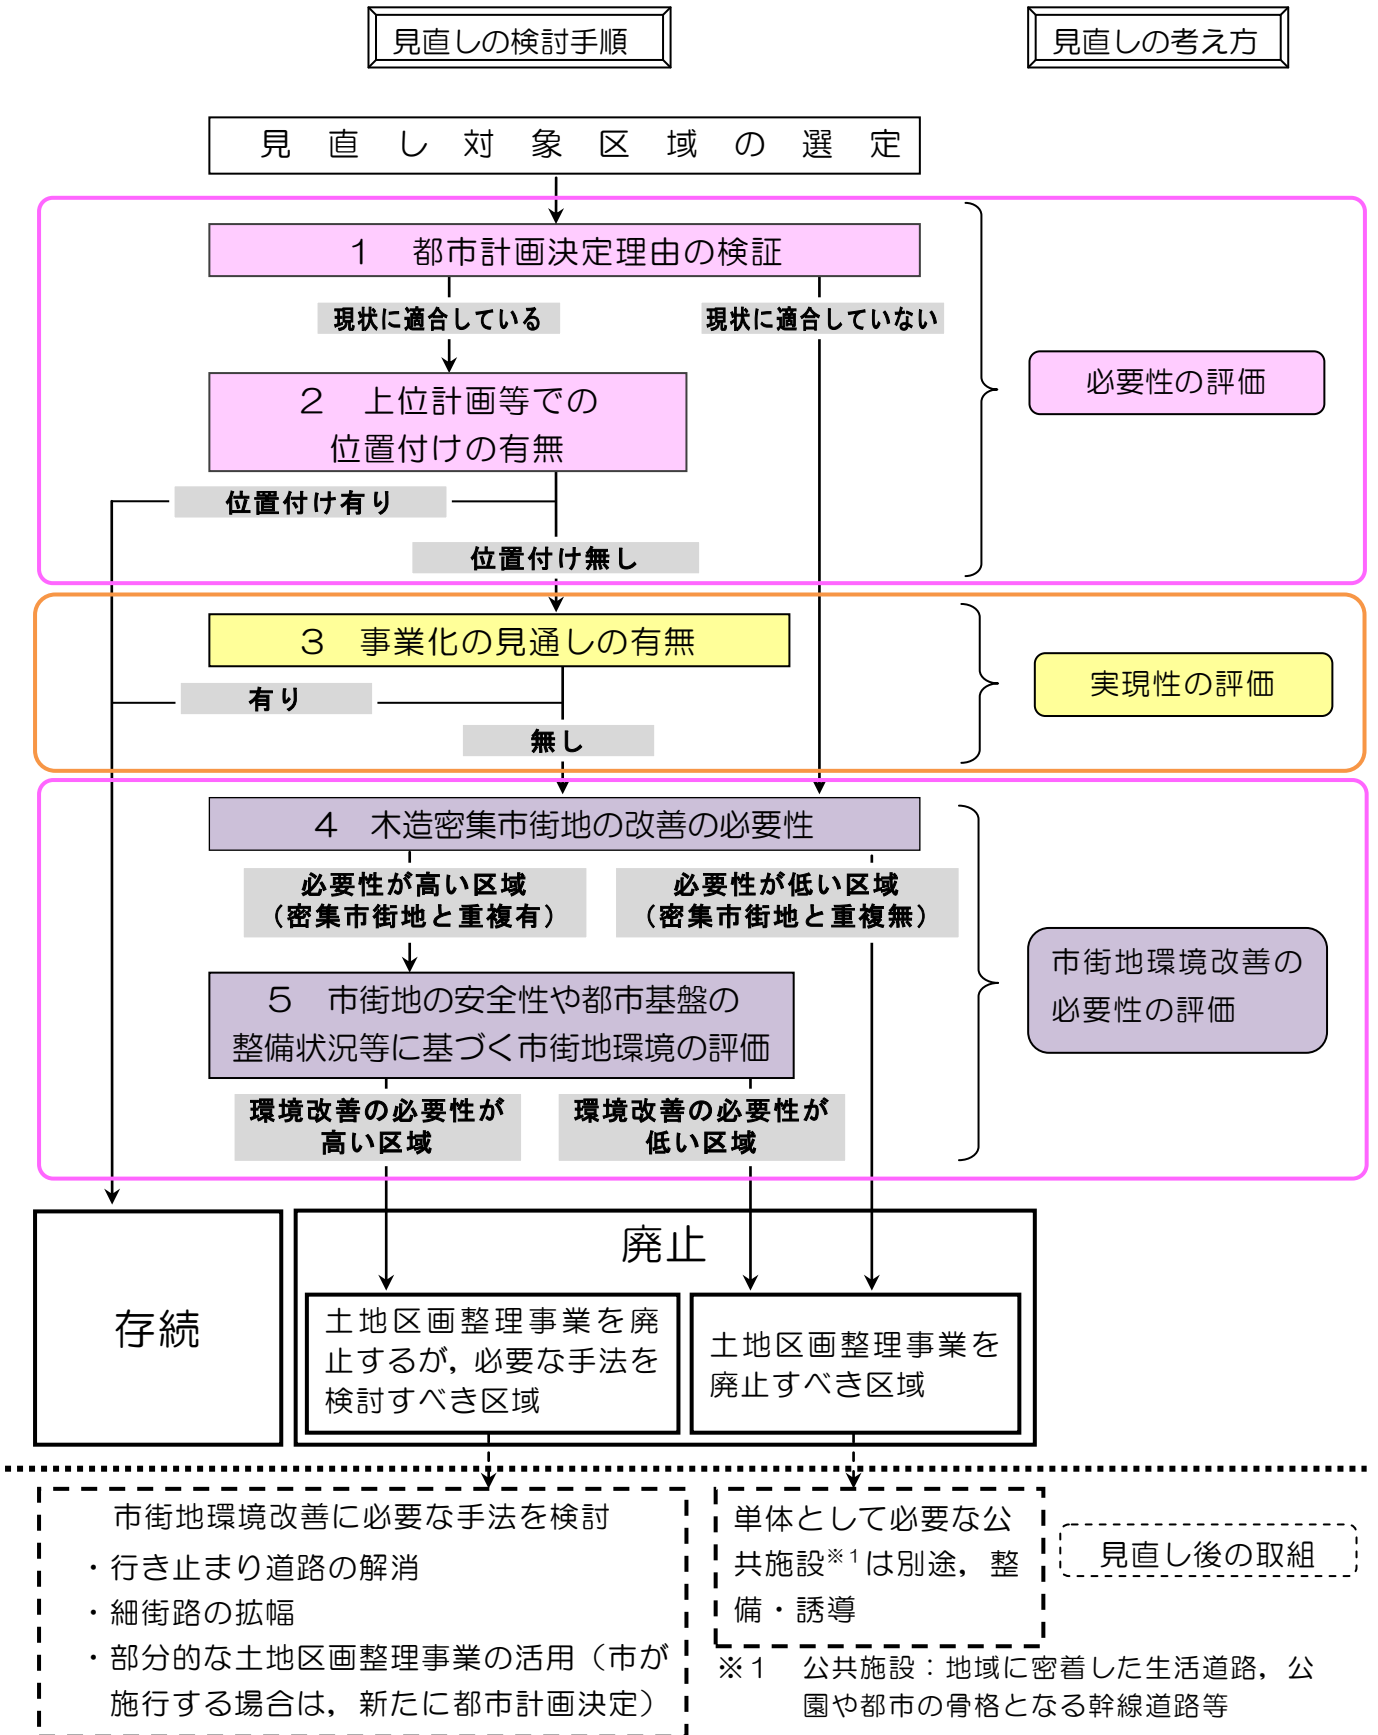 見直しの検討手順
見直しの考え方
見直し対象区域の選定
1 都市計画決定理由の検証
現状に適合している
現状に適合していない
2 上位計画等での
位置付けの有無
必要性の評価
位置付け有り
位置付け無し
3 事業化の見通しの有無
実現性の評価
有り
無し
4 木造密集市街地の改善の必要性
必要性が高い区域
（密集市街地と重複有）
必要性が低い区域
（密集市街地と重複無）
市街地環境改善の
必要性の評価
5 市街地の安全性や都市基盤の
整備状況等に基づく市街地環境の評価
環境改善の必要性が
高い区域
環境改善の必要性が
低い区域
存続
廃止
土地区画整理事業を廃
止するが，必要な手法を
検討すべき区域
土地区画整理事業を
廃止すべき区域
市街地環境改善に必要な手法を検討
・行き止まり道路の解消
・細街路の拡幅
・部分的な土地区画整理事業の活用（市が
施行する場合は，新たに都市計画決定）
単体として必要な公
共施設※1は別途，整
備・誘導
見直し後の取組
※1 公共施設：地域に密着した生活道路，公
園や都市の骨格となる幹線道路等